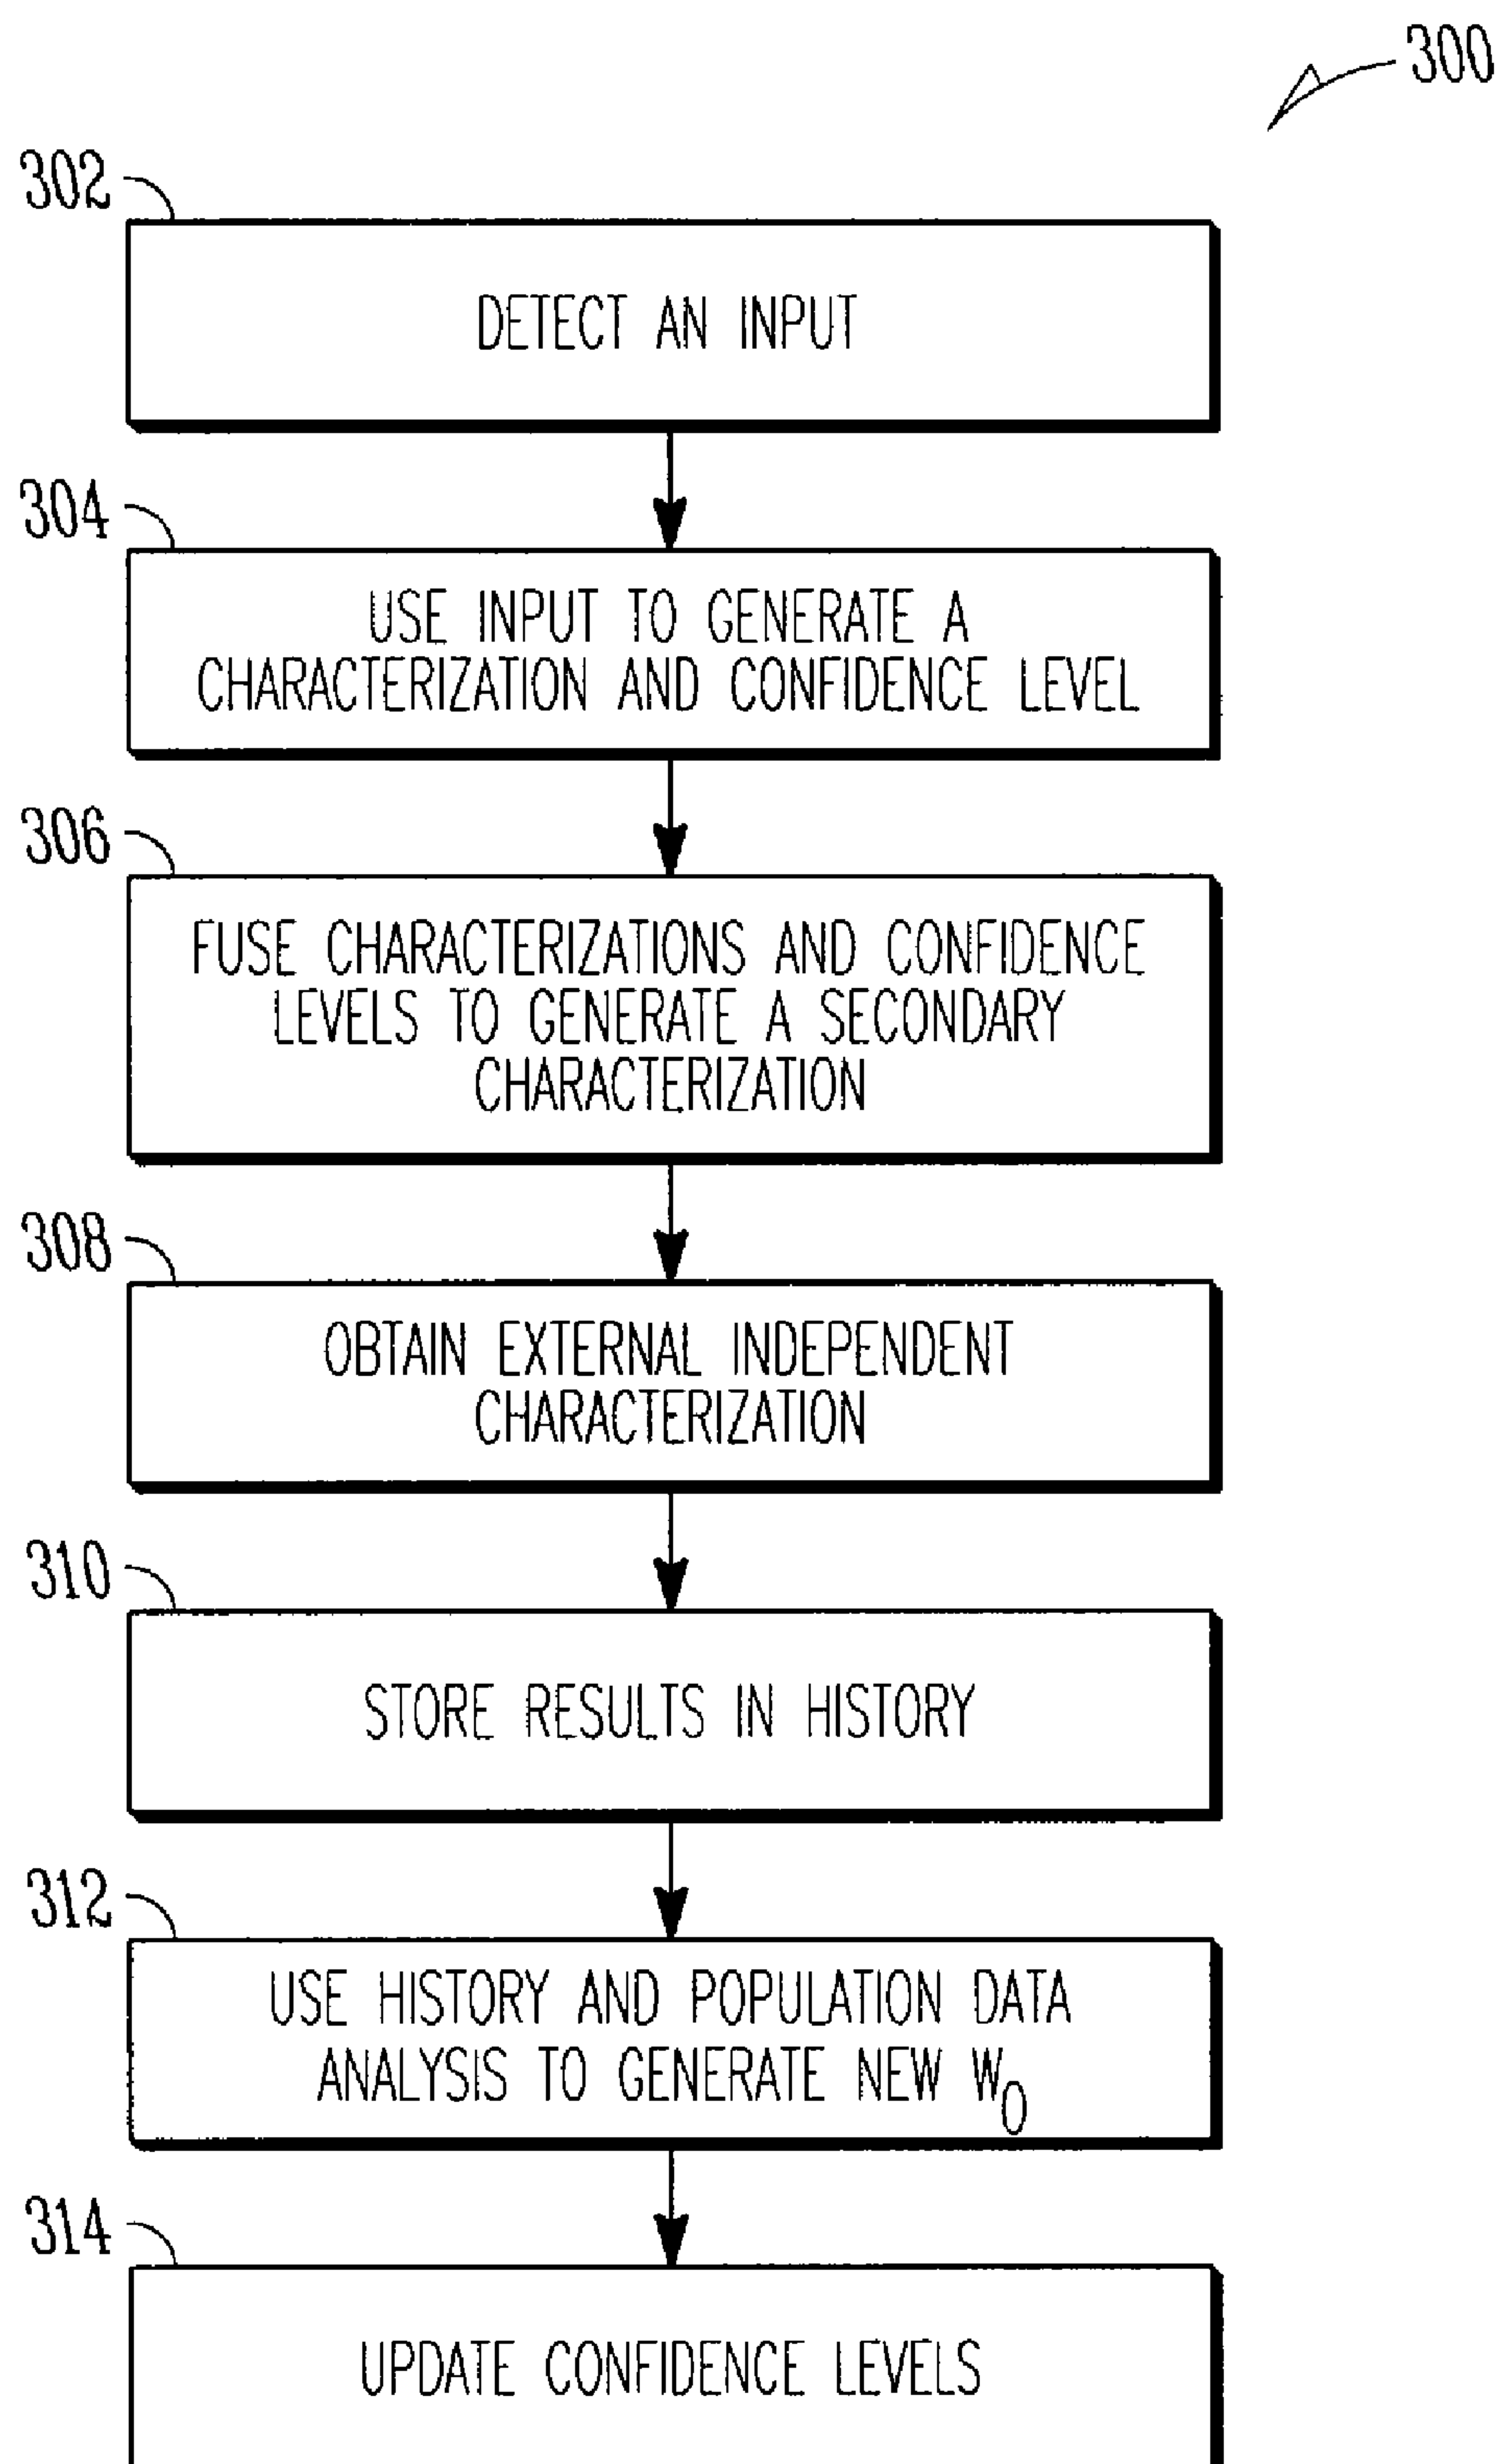 300
302
DETECT AN INPUT
304
USE INPUT TO GENERATE A
CHARACTERIZATION AND CONFIDENCE LEVEL
306
FUSE CHARACTERIZATIONS AND CONFIDENCE
LEVELS TO GENERATE A SECONDARY
CHARACTERIZATION
308
OBTAIN EXTERNAL INDEPENDENT
CHARACTERIZATION
310
STORE RESULTS IN HISTORY
312
USE HISTORY AND POPULATION DATA
ANALYSIS TO GENERATE NEW W0
314
UPDATE CONFIDENCE LEVELS